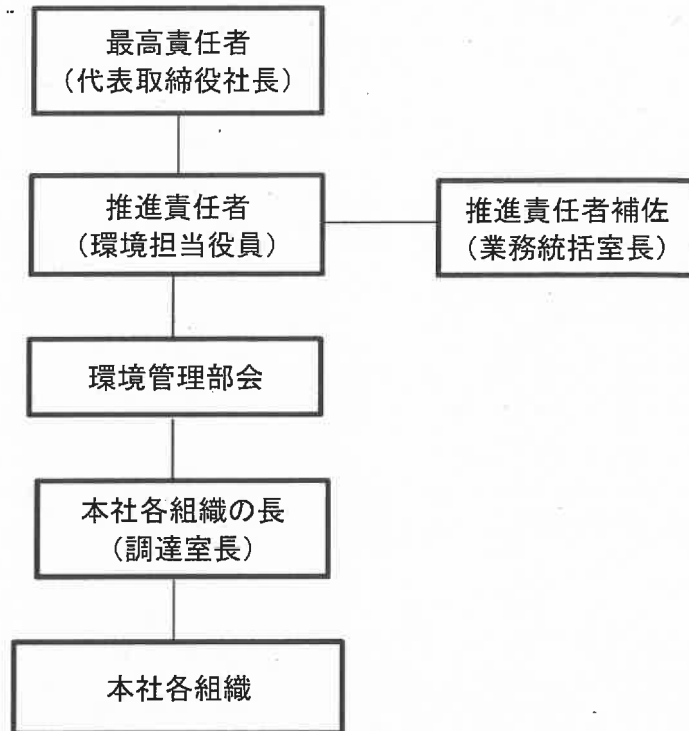 最高責任者
（代表取締役社長）
推進責任者
（環境担当役員）
推進責任者補佐
（業務統括室長）
環境管理部会
本社各組織の長
（調達室長）
本社各組織